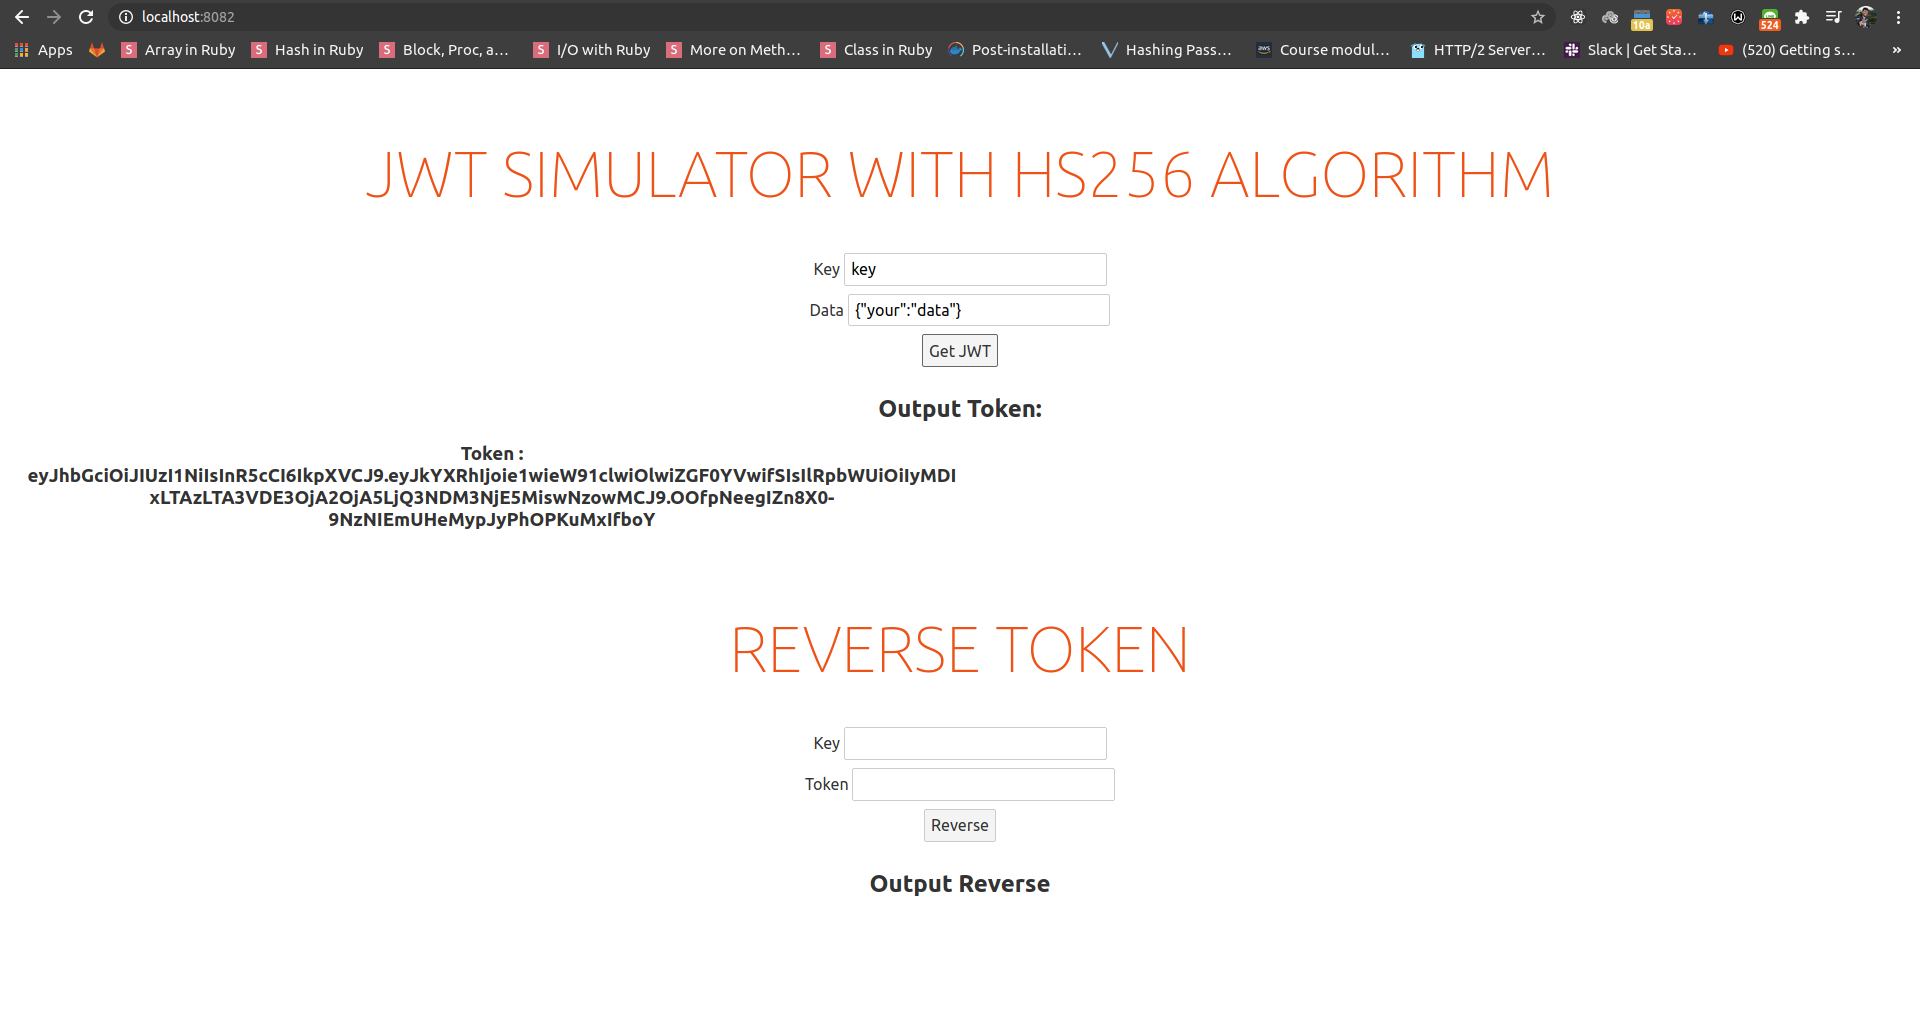 localhost:8082
10a
524
Apps
S Array in Ruby
S Hash in Ruby
S Block, Proc, a...
S I/O with Ruby
S More on Meth...
S Class in Ruby
Post-installati...
Hashing Pass...
aws Course modul...
HTTP/2 Server...
Slack | Get Sta...
(520) Getting s...
»
JWT SIMULATOR WITH HS256 ALGORITHM
Key key
Data {"your":"data"}
Get JWT
Output Token:
Token :
eyJhbGciOiJIUzI1NiIsInR5cCI6IkpXVCJ9.eyJkYXRhIjoie1wieW91clwiOlwiZGF0YVwifSIsIlRpbWUiOiIyMDI
xLTAzLTA3VDE3OjA2OjA5LjQ3NDM3NjE5MiswNzowMCJ9.OOfpNeegIZn8X0-
9NzNIEmUHeMypJyPhOPKuMxIfboY
REVERSE TOKEN
Key
Token
Reverse
Output Reverse